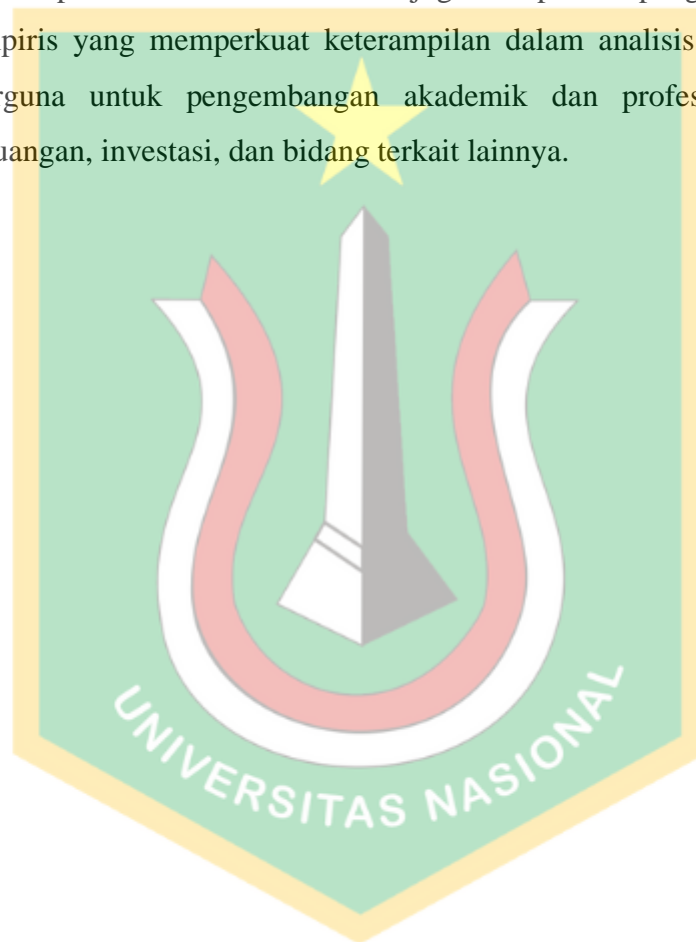 piris yang memperkuat keterampilan dalam analisis
rguna untuk pengembangan akademik dan profes
uangan, investasi, dan bidang terkait lainnya.
UNIVERSITAS NASIONAL